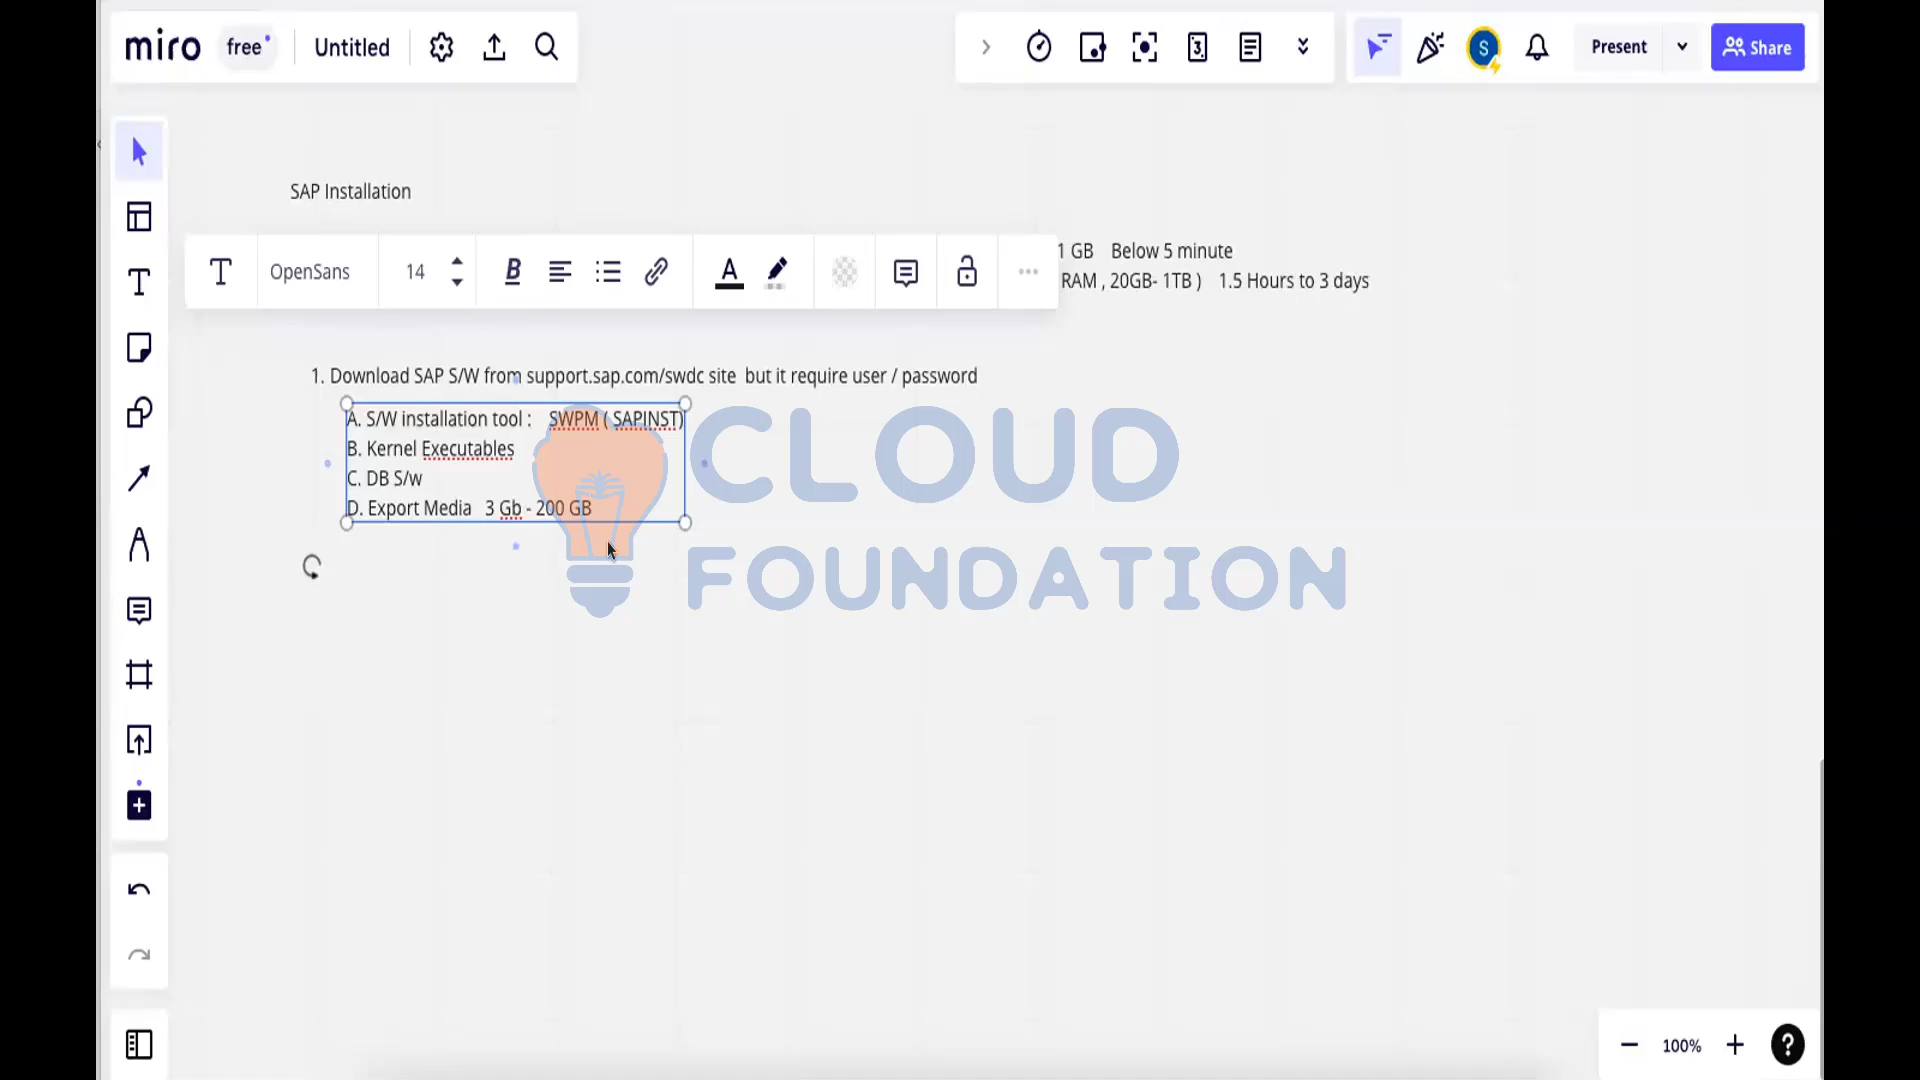 miro free Untitled
3 S Present Share
SAP Installation
1 GB Below 5 minute
RAM , 20GB- 1TB ) 1.5 Hours to 3 days
T OpenSans 14 B A
1. Download SAP S/W from support.sap.com/swdc site but it require user / password
A. S/W installation tool : SWPM ( SAPINST)
B. Kernel Executables
C. DB S/w
D. Export Media 3 Gb - 200 GB
CLOUD
FOUNDATION
100% ?